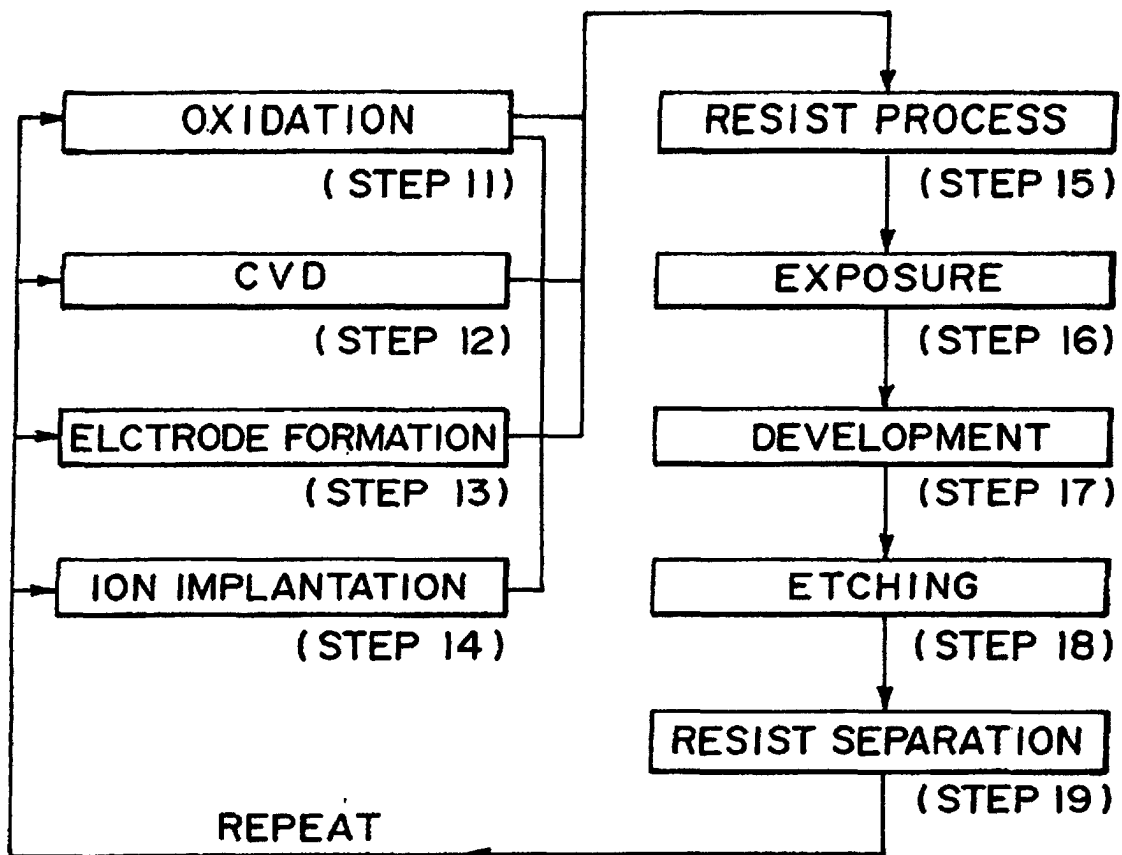 OXIDATION
(STEP 11)
CVD
(STEP 12)
ELCTRODE FORMATION
(STEP 13)
ION IMPLANTATION
(STEP 14)
RESIST PROCESS
(STEP 15)
EXPOSURE
(STEP 16)
DEVELOPMENT
(STEP 17)
ETCHING
(STEP 18)
RESIST SEPARATION
(STEP 19)
REPEAT